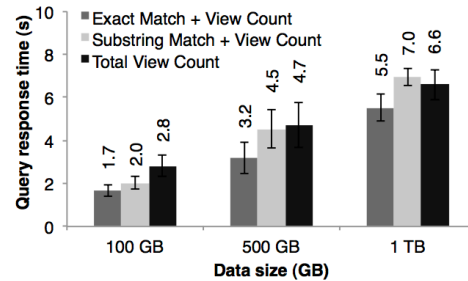 Query response time (s)
10
8
6
4
2
0
Exact Match + View Count
Substring Match + View Count
Total View Count
1.7
2.0
2.8
3.2
4.5
4.7
5.5
7.0
6.6
100 GB
500 GB
1 TB
Data size (GB)